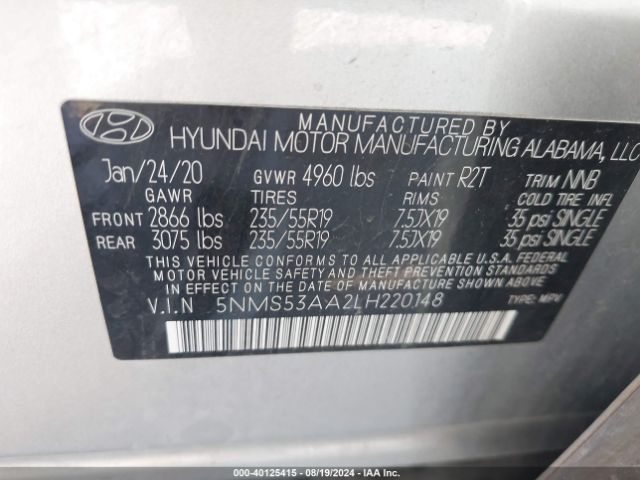 MANUFACTURED BY
HYUNDAI MOTOR MANUFACTURING ALABAMA, LLC
Jan/24/20 GVWR 4960 lbs PAINT R2T TRIM NNB
GAWR TIRES RIMS COLD TIRE INFL
FRONT 2866 lbs 235/55R19 7.5JX19 35 psi SINGLE
REAR 3075 lbs 235/55R19 7.5JX19 35 psi SINGLE
THIS VEHICLE CONFORMS TO ALL APPLICABLE U.S.A. FEDERAL
MOTOR VEHICLE SAFETY AND THEFT PREVENTION STANDARDS
IN EFFECT ON THE DATE OF MANUFACTURE SHOWN ABOVE.
V.I.N 5NMS53AA2LH220148 TYPE: MPV
000-40125415 - 08/19/2024 - IAA Inc.